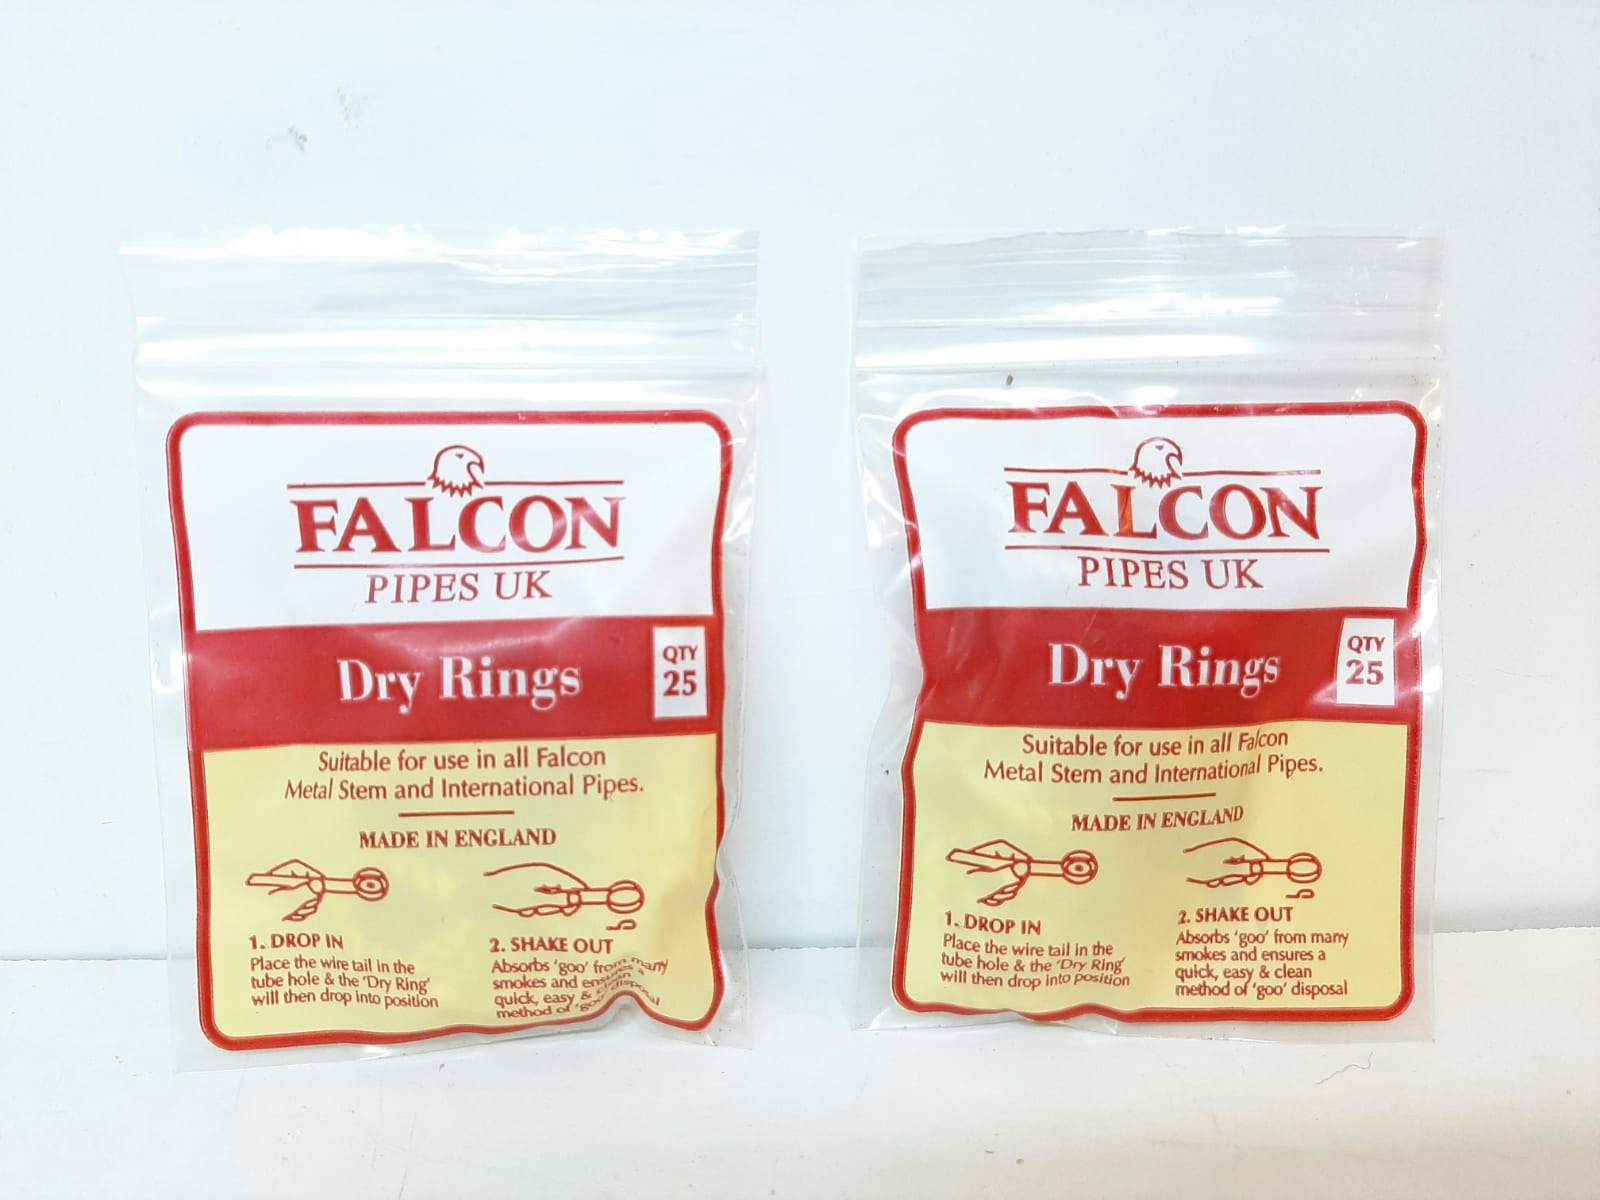 FALCON
PIPES UK
Dry Rings
QTY
25
Suitable for use in all Falcon
Metal Stem and International Pipes.
MADE IN ENGLAND
1. DROP IN
Place the wire tail in the
tube hole & the 'Dry Ring'
will then drop into position
2. SHAKE OUT
Absorbs 'goo' from many
smokes and ensures a
quick, easy & clean
method of 'goo' disposal
FALCON
PIPES UK
Dry Rings
QTY
25
Suitable for use in all Falcon
Metal Stem and International Pipes.
MADE IN ENGLAND
1. DROP IN
Place the wire tail in the
tube hole & the 'Dry Ring'
will then drop into position
2. SHAKE OUT
Absorbs 'goo' from many
smokes and ensures a
quick, easy & clean
method of 'goo' disposal